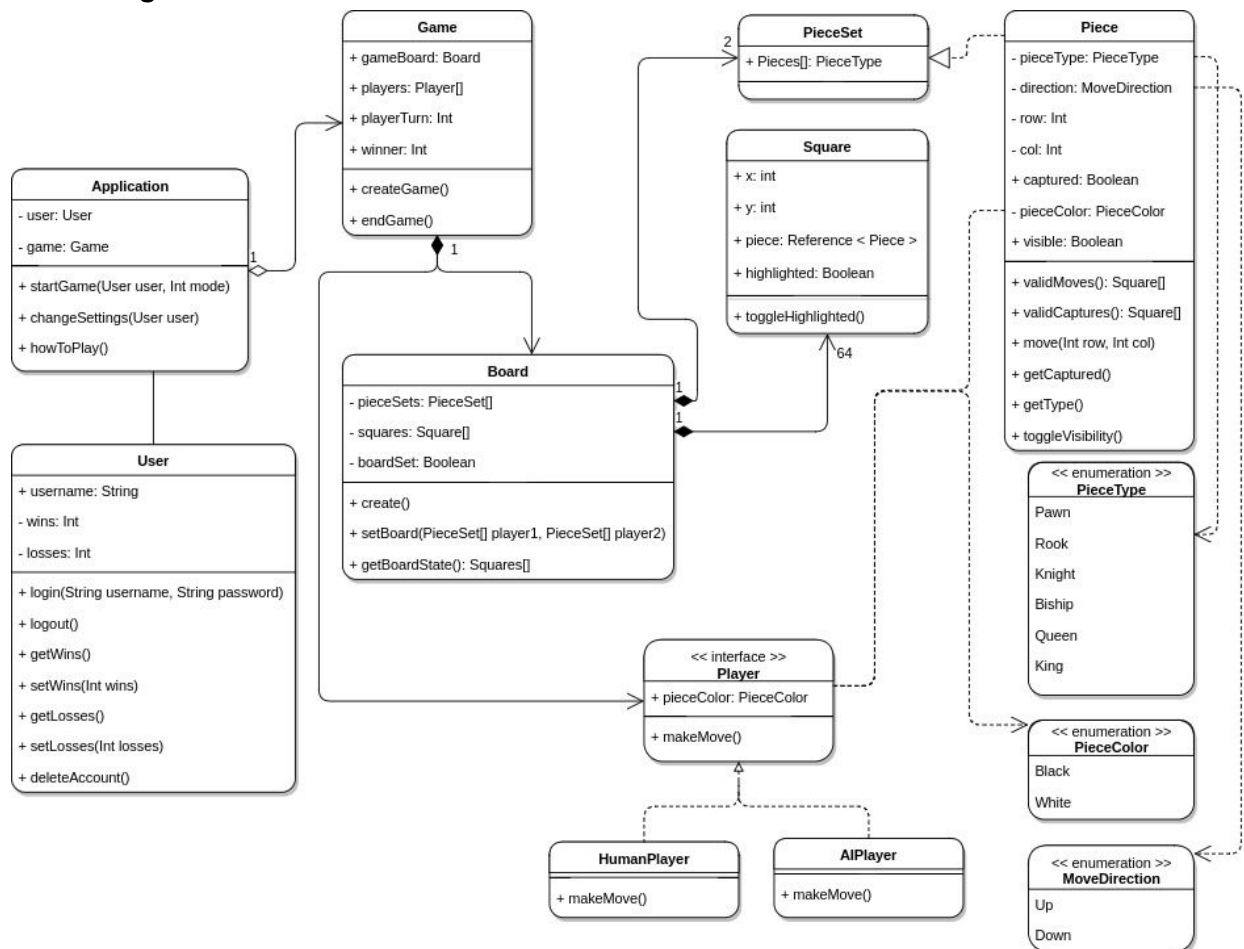 Game
+ gameBoard: Board
+ players: Player[]
+ playerTurn: Int
+ winner: Int
+ createGame()
+ endGame()
1
2
PieceSet
+ Pieces[]: PieceType
Piece
- pieceType: PieceType
- direction: MoveDirection
- row: Int
- col: Int
+ captured: Boolean
- pieceColor: PieceColor
+ visible: Boolean
+ validMoves(): Square[]
+ validCaptures(): Square[]
+ move(Int row, Int col)
+ getCaptured()
+ getType()
+ toggleVisibility()
Square
+ x: int
+ y: int
+ piece: Reference < Piece >
+ highlighted: Boolean
+ toggleHighlighted()
64
Application
- user: User
- game: Game
1
+ startGame(User user, Int mode)
+ changeSettings(User user)
+ howToPlay()
Board
1
- pieceSets: PieceSet[]
1
- squares: Square[]
- boardSet: Boolean
+ create()
+ setBoard(PieceSet[] player1, PieceSet[] player2)
+ getBoardState(): Squares[]
User
+ username: String
- wins: Int
- losses: Int
+ login(String username, String password)
+ logout()
+ getWins()
+ setWins(Int wins)
+ getLosses()
+ setLosses(Int losses)
+ deleteAccount()
<< enumeration >>
PieceType
Pawn
Rook
Knight
Biship
Queen
King
<< interface >>
Player
+ pieceColor: PieceColor
+ makeMove()
<< enumeration >>
PieceColor
Black
White
HumanPlayer
+ makeMove()
AIPlayer
+ makeMove()
<< enumeration >>
MoveDirection
Up
Down